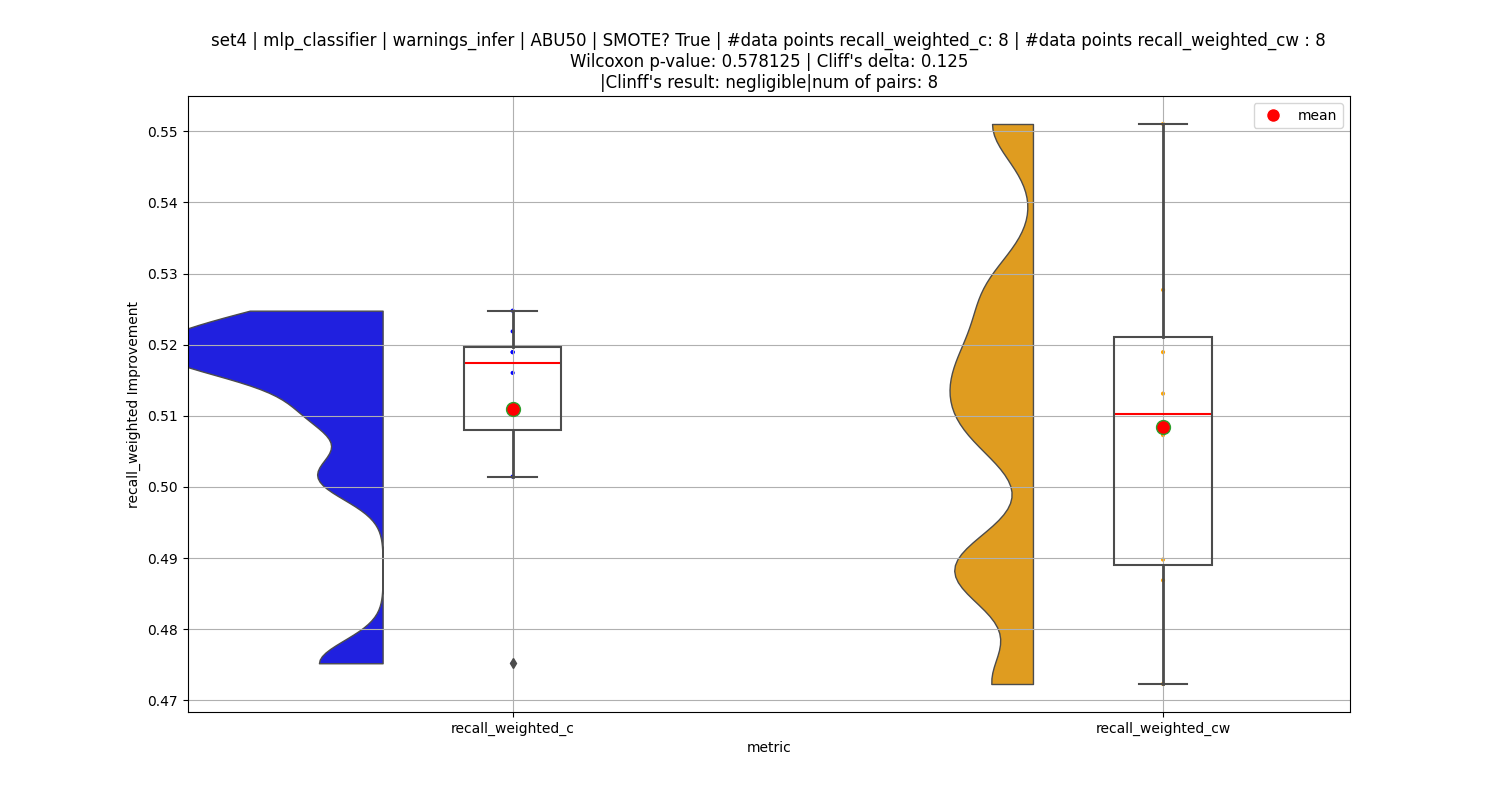 set4 | mlp_classifier | warnings_infer | ABU50 | SMOTE? True | #data points recall_weighted_c: 8 | #data points recall_weighted_cw : 8
Wilcoxon p-value: 0.578125 | Cliff's delta: 0.125
|Clinff's result: negligible|num of pairs: 8
mean
0.55
0.54
0.53
0.52
0.51
0.50
0.49
0.48
0.47
recall_weighted Improvement
recall_weighted_c
recall_weighted_cw
metric